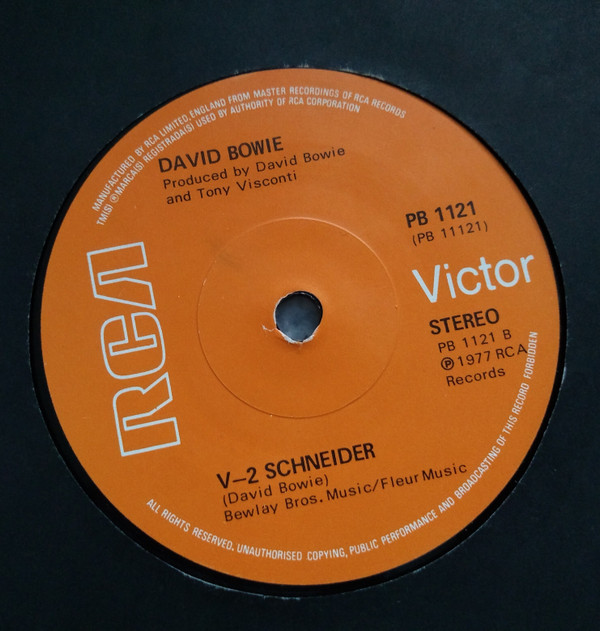 MANUFACTURED BY RCA LIMITED, ENGLAND FROM MASTER RECORDINGS OF RCA RECORDS
TM(S) ® MARCA(S) REGISTRADA(S) USED BY AUTHORITY OF RCA CORPORATION
DAVID BOWIE
Produced by David Bowie
and Tony Visconti
PB 1121
(PB 11121)
RCA
Victor
STEREO
PB 1121 B
℗ 1977 RCA
Records
V–2 SCHNEIDER
(David Bowie)
Bewlay Bros. Music/Fleur Music
ALL RIGHTS RESERVED. UNAUTHORISED COPYING, PUBLIC PERFORMANCE AND BROADCASTING OF THIS RECORD FORBIDDEN